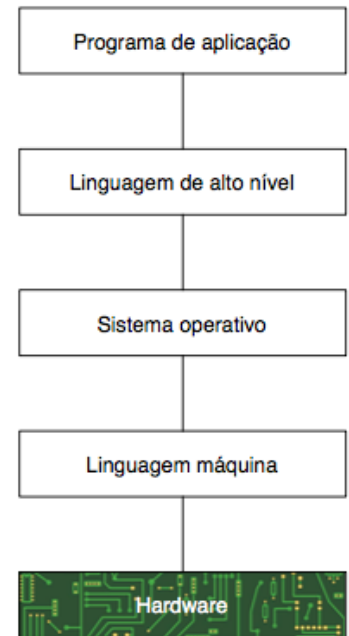 Programa de aplicação
Linguagem de alto nível
Sistema operativo
Linguagem máquina
Hardware